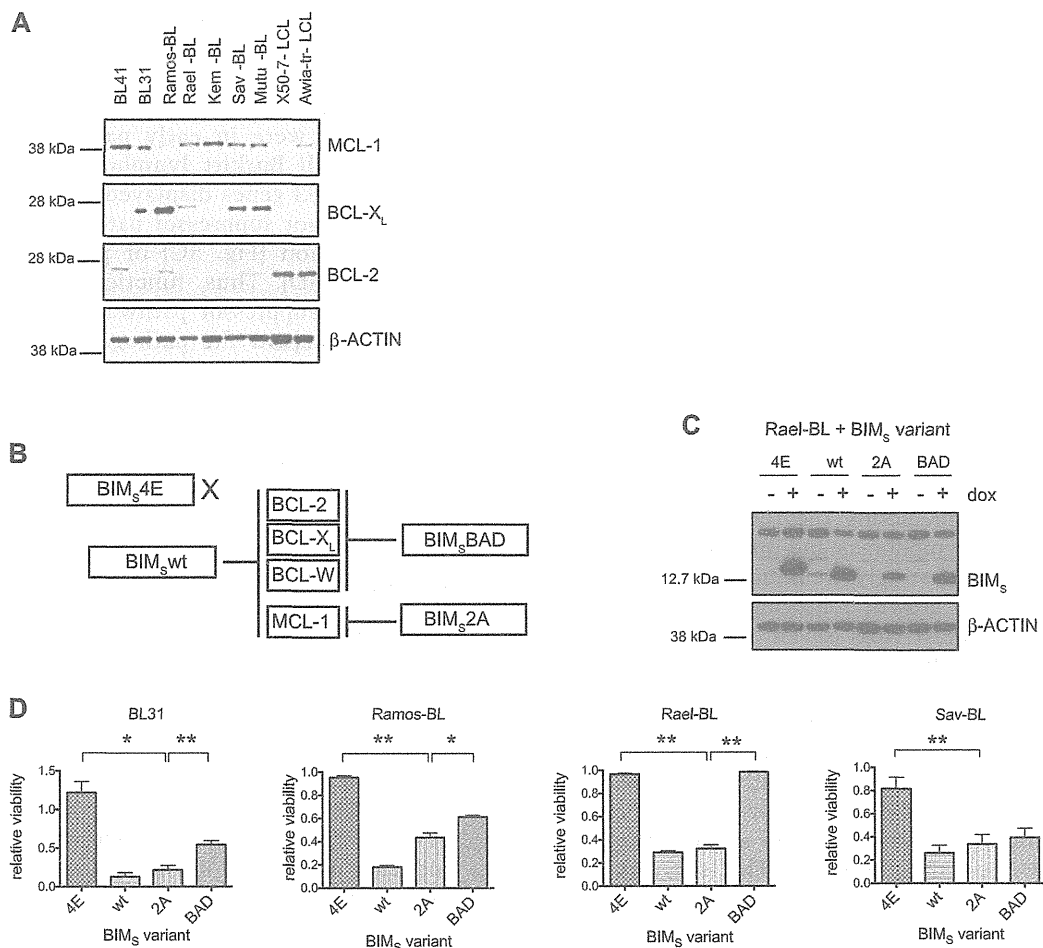 A
BL41
BL31
Ramos-BL
Rael -BL
Kem -BL
Sav -BL
Mutu -BL
X50-7- LCL
Awia-tr- LCL
38 kDa
MCL-1
28 kDa
BCL-XL
28 kDa
BCL-2
38 kDa
β-ACTIN
B
BIMS4E X
BIMSwt
BCL-2
BCL-XL
BCL-W
MCL-1
BIMSBAD
BIMS2A
C
Rael-BL + BIMS variant
4E wt 2A BAD
- + - + - + - + dox
12.7 kDa
BIMS
38 kDa
β-ACTIN
D
BL31
* **
relative viability
1.5
1.0
0.5
0.0
4E wt 2A BAD
BIMS variant
Ramos-BL
** *
relative viability
1.0
0.8
0.6
0.4
0.2
0.0
4E wt 2A BAD
BIMS variant
Rael-BL
** **
relative viability
1.0
0.8
0.6
0.4
0.2
0.0
4E wt 2A BAD
BIMS variant
Sav-BL
**
relative viability
1.0
0.8
0.6
0.4
0.2
0.0
4E wt 2A BAD
BIMS variant